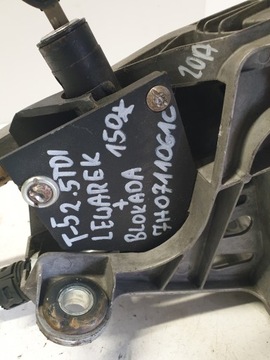 20A
T-5 2.5TDI
LEWAREK 150zł
+
BLOKADA
7H0711061C